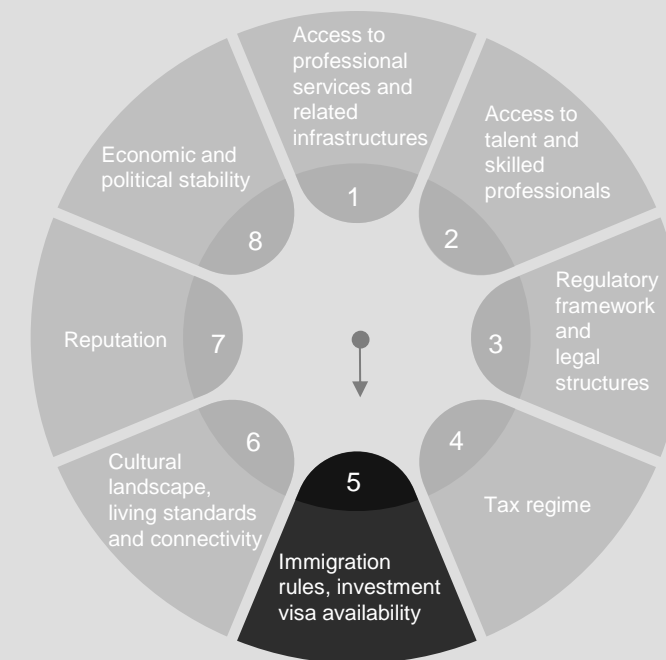 Access to
professional
services and
related
infrastructures
1
Access to
talent and
skilled
professionals
2
Regulatory
framework
and
legal
structures
3
4
Tax regime
5
Immigration
rules, investment
visa availability
6
Cultural
landscape,
living standards
and connectivity
Reputation
7
Economic and
political stability
8